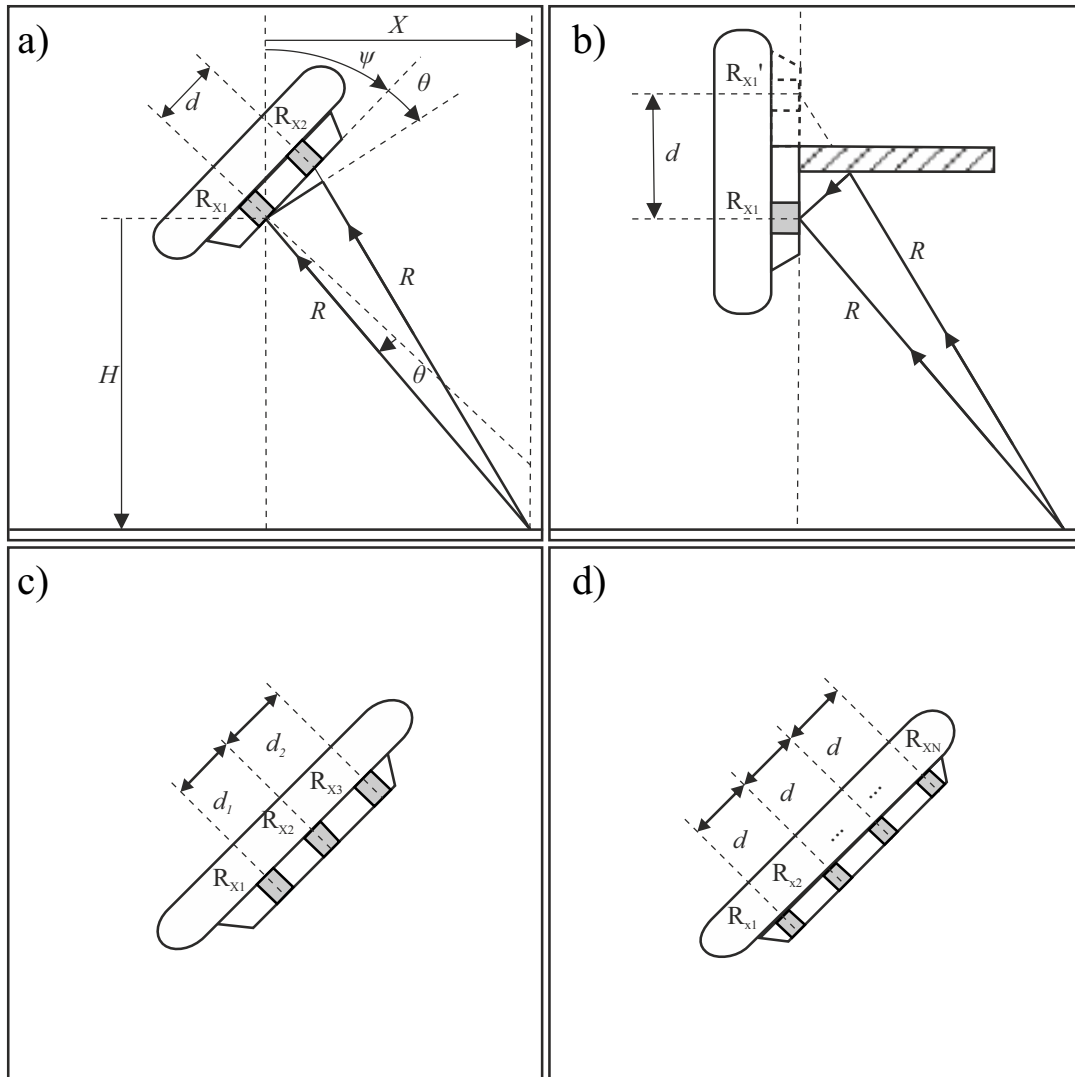 a)
X
ψ
θ
d
R_X2
R_X1
R
R
H
θ
b)
R_X1'
d
R_X1
R
R
c)
d_2
R_X3
d_1
R_X2
R_X1
d)
d
R_XN
d
...
d
...
R_x2
R_x1